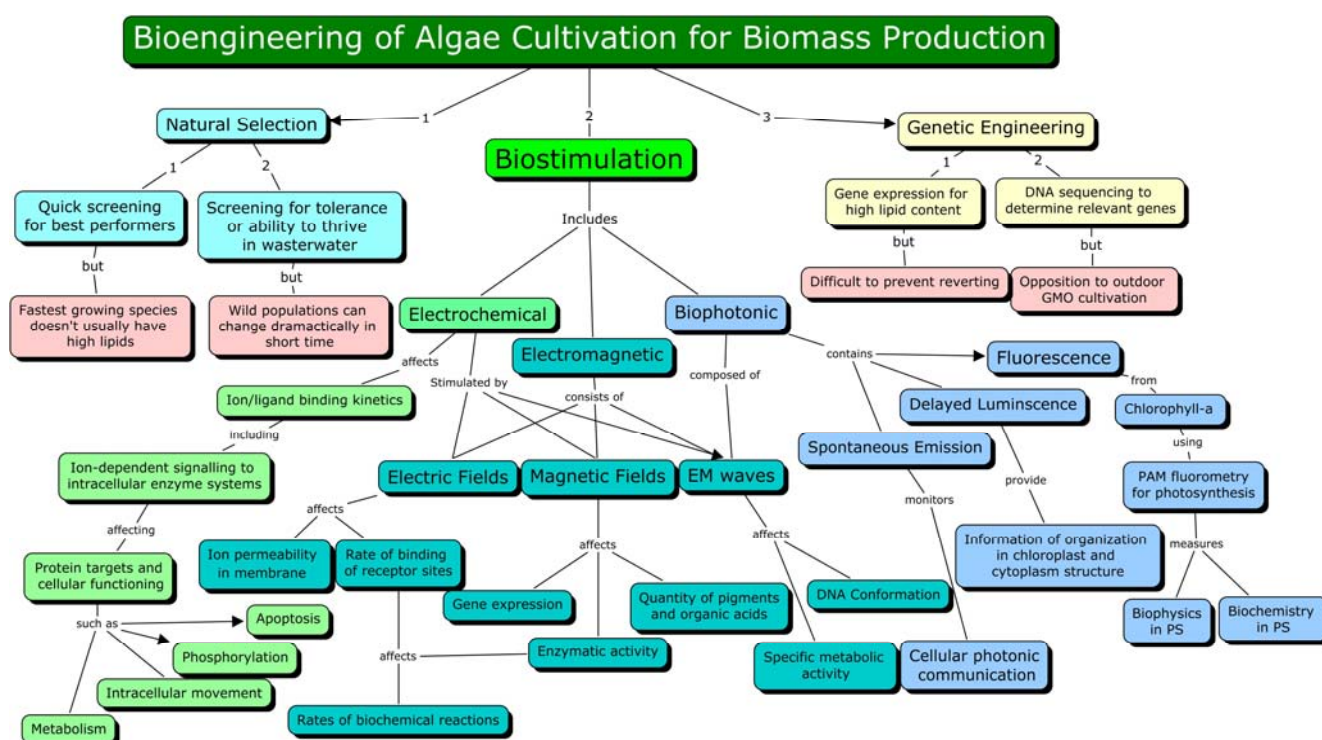 Bioengineering of Algae Cultivation for Biomass Production
1
2
3
Natural Selection
Biostimulation
Genetic Engineering
1
2
1
2
Quick screening
for best performers
Screening for tolerance
or ability to thrive
in wasterwater
Gene expression for
high lipid content
DNA sequencing to
determine relevant genes
Includes
but
but
but
but
Fastest growing species
doesn't usually have
high lipids
Wild populations can
change dramactically in
short time
Difficult to prevent reverting
Opposition to outdoor
GMO cultivation
Electrochemical
Electromagnetic
Biophotonic
affects
Stimulated by
consists of
composed of
contains
Fluorescence
from
Ion/ligand binding kinetics
Delayed Luminscence
Chlorophyll-a
including
Spontaneous Emission
using
Ion-dependent signalling to
intracellular enzyme systems
Electric Fields
Magnetic Fields
EM waves
PAM fluorometry
for photosynthesis
affecting
affects
affects
affects
monitors
provide
measures
Protein targets and
cellular functioning
Ion permeability
in membrane
Rate of binding
of receptor sites
Information of organization
in chloroplast and
cytoplasm structure
Gene expression
Quantity of pigments
and organic acids
DNA Conformation
Biophysics
in PS
Biochemistry
in PS
such as
Apoptosis
Phosphorylation
Intracellular movement
Metabolism
affects
Enzymatic activity
Specific metabolic
activity
Cellular photonic
communication
Rates of biochemical reactions